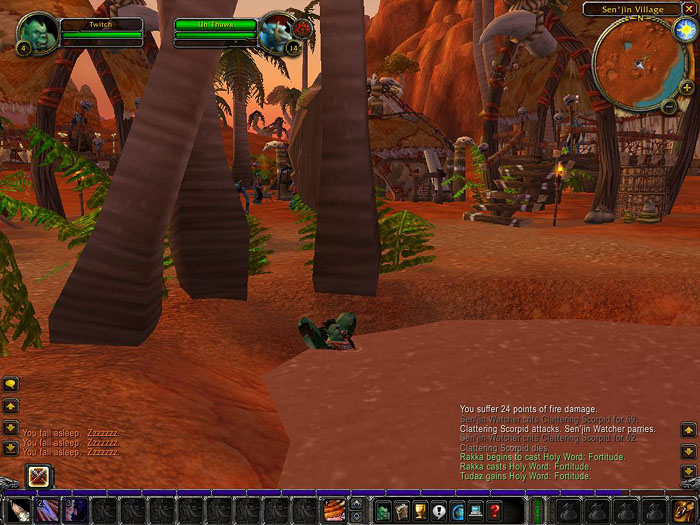 Twitch
4
Un'Thuwa
14
Sen'jin Village
N
You suffer 24 points of fire damage.
Sen'jin Watcher crits Clattering Scorpid for 69.
Clattering Scorpid attacks. Sen'jin Watcher parries.
Sen'jin Watcher crits Clattering Scorpid for 62.
Clattering Scorpid dies.
Rakka begins to cast Holy Word: Fortitude.
Rakka casts Holy Word: Fortitude.
Tudaz gains Holy Word: Fortitude.
You fall asleep. Zzzzzzz.
You fall asleep. Zzzzzzz.
You fall asleep. Zzzzzzz.